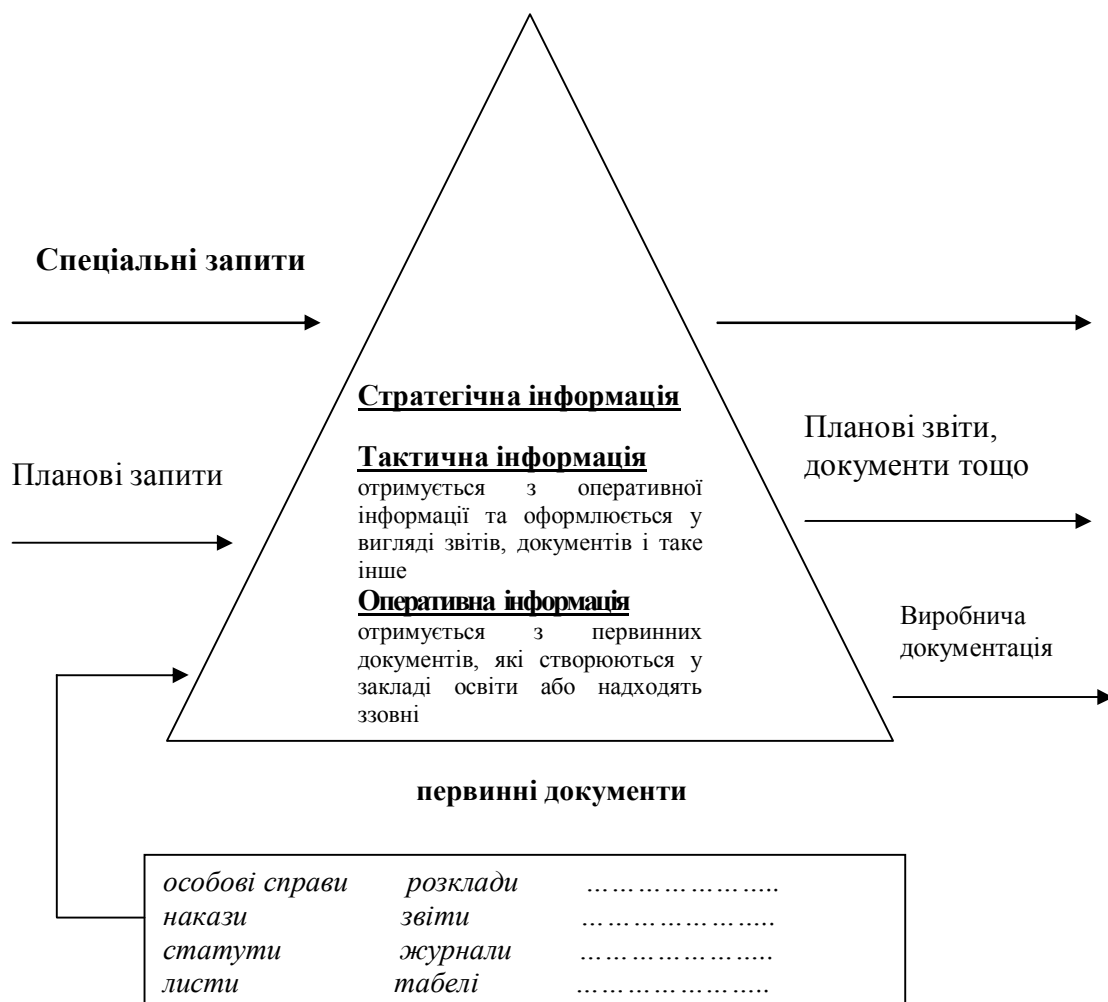 Спеціальні запити
Стратегічна інформація
Планові звіти,
документи тощо
Планові запити
Тактична інформація
отримується з оперативної
інформації та оформлюється у
вигляді звітів, документів і таке
інше
Оперативна інформація
отримується з первинних
документів, які створюються у
закладі освіти або надходять
ззовні
Виробнича
документація
первинні документи
особові справи розклади …………………..
накази звіти …………………..
статути журнали …………………..
листи табелі …………………..